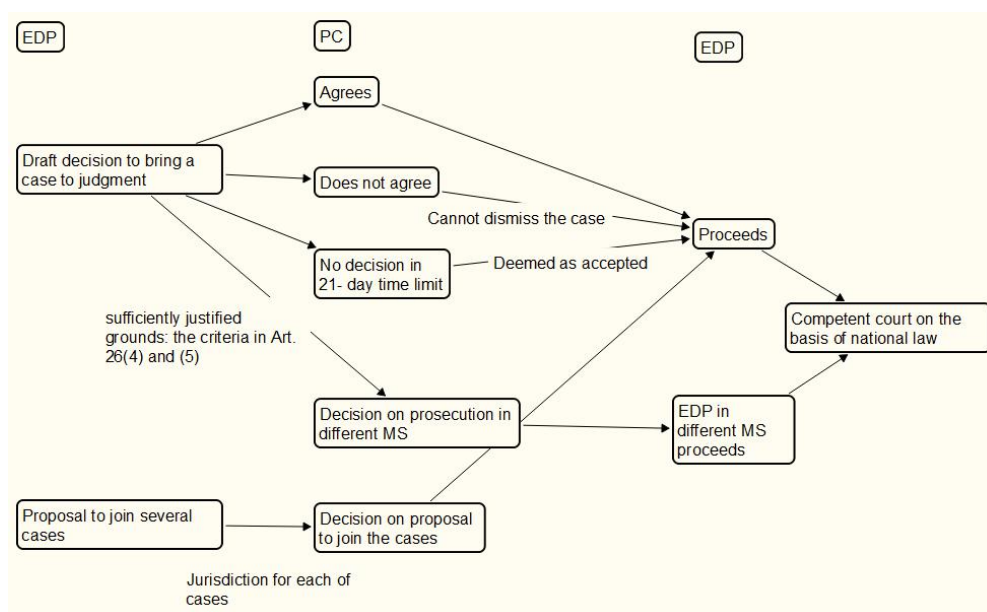 EDP
PC
EDP
Agrees
Draft decision to bring a
case to judgment
Does not agree
Cannot dismiss the case
Proceeds
No decision in
21- day time limit
Deemed as accepted
sufficiently justified
grounds: the criteria in Art.
26(4) and (5)
Competent court on the
basis of national law
Decision on prosecution in
different MS
EDP in
different MS
proceeds
Proposal to join several
cases
Decision on proposal
to join the cases
Jurisdiction for each of
cases